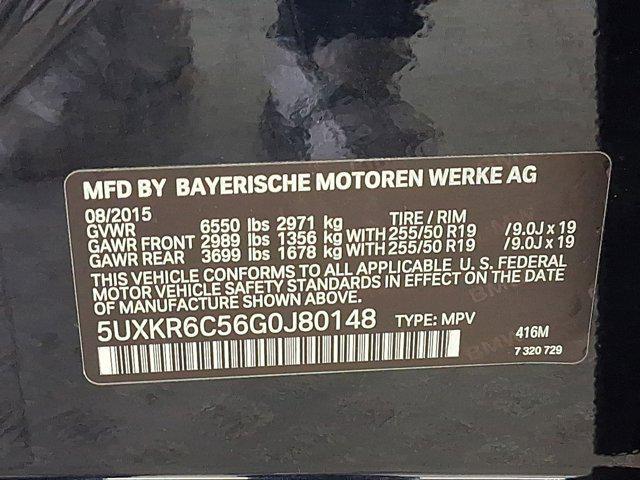 MFD BY BAYERISCHE MOTOREN WERKE AG
08/2015 TIRE / RIM
GVWR 6550 lbs 2971 kg
GAWR FRONT 2989 lbs 1356 kg WITH 255/50 R19 /9.0J x 19
GAWR REAR 3699 lbs 1678 kg WITH 255/50 R19 /9.0J x 19
THIS VEHICLE CONFORMS TO ALL APPLICABLE U.S. FEDERAL
MOTOR VEHICLE SAFETY STANDARDS IN EFFECT ON THE DATE
OF MANUFACTURE SHOWN ABOVE.
5UXKR6C56G0J80148 TYPE: MPV 416M
7 320 729